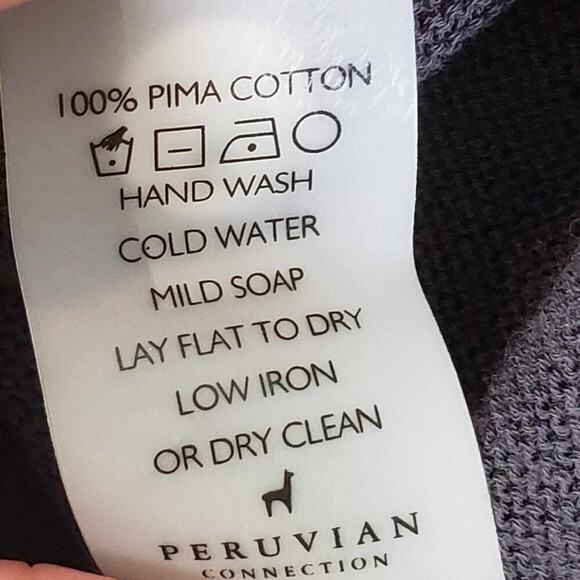 100% PIMA COTTON
HAND WASH
COLD WATER
MILD SOAP
LAY FLAT TO DRY
LOW IRON
OR DRY CLEAN
PERUVIAN
CONNECTION